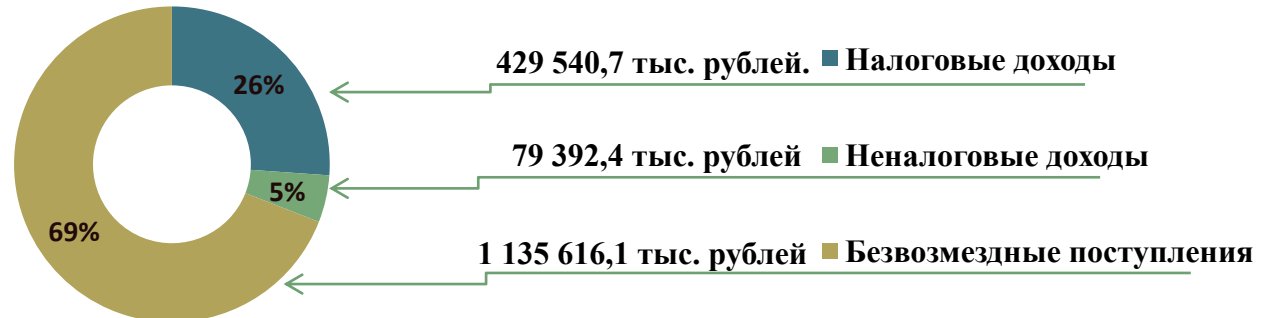 26%
429 540,7 тыс. рублей. Налоговые доходы
79 392,4 тыс. рублей Неналоговые доходы
5%
69%
1 135 616,1 тыс. рублей Безвозмездные поступления